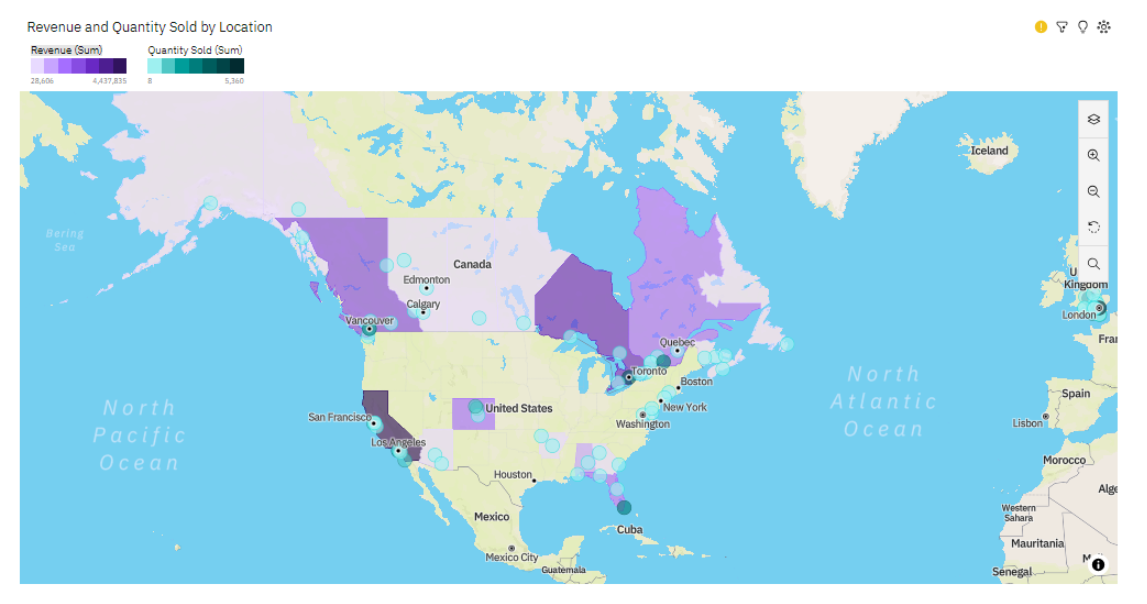 Revenue and Quantity Sold by Location
Revenue (Sum)
Quantity Sold (Sum)
28,606
4,437,835
8
5,360
Iceland
Bering
Sea
Canada
Edmonton
Calgary
Vancouver
U
Kingdom
London
Fran
Quebec
Toronto
Boston
New York
Washington
North
Pacific
Ocean
North
Atlantic
Ocean
San Francisco
United States
Los Angeles
Spain
Lisbon
Houston
Morocco
Alge
Mexico
Cuba
Western
Sahara
Mauritania
Mexico City
Guatemala
M
Senegal